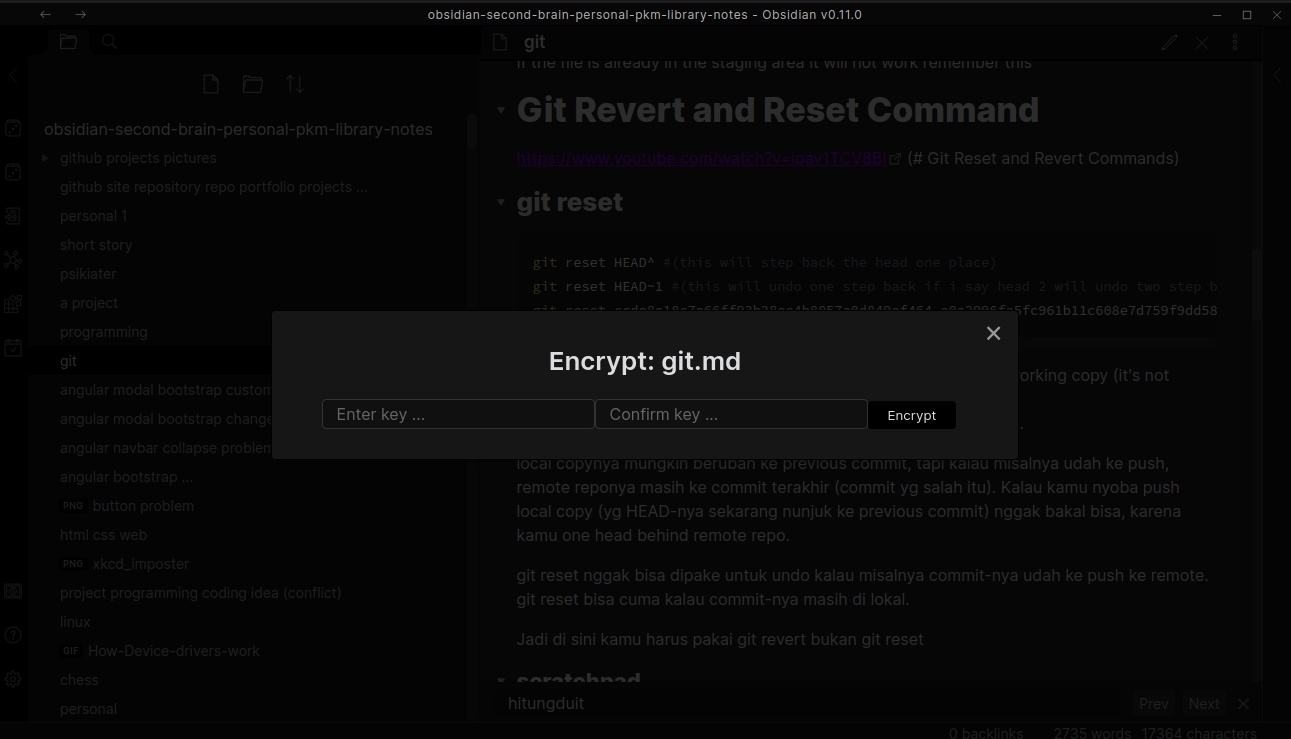 obsidian-second-brain-personal-pkm-library-notes - Obsidian v0.11.0
git
obsidian-second-brain-personal-pkm-library-notes
github projects pictures
github site repository repo portfolio projects ...
personal 1
short story
psikiater
a project
programming
git
angular modal bootstrap custom
angular modal bootstrap change
angular navbar collapse problem
angular bootstrap ...
PNG button problem
html css web
PNG xkcd_imposter
project programming coding idea (conflict)
linux
GIF How-Device-drivers-work
chess
personal
If the file is already in the staging area it will not work remember this
Git Revert and Reset Command
(# Git Reset and Revert Commands)
git reset
git reset HEAD^ #(this will step back the head one place)
git reset HEAD~1 #(this will undo one step back if i say head 2 will undo two step b
git reset
Encrypt: git.md
Enter key ...
Confirm key ...
Encrypt
orking copy (it's not
local copynya mungkin berubah ke previous commit, tapi kalau misalnya udah ke push,
remote reponya masih ke commit terakhir (commit yg salah itu). Kalau kamu nyoba push
local copy (yg HEAD-nya sekarang nunjuk ke previous commit) nggak bakal bisa, karena
kamu one head behind remote repo.
git reset nggak bisa dipake untuk undo kalau misalnya commit-nya udah ke push ke remote.
git reset bisa cuma kalau commit-nya masih di lokal.
Jadi di sini kamu harus pakai git revert bukan git reset
scratchpad
hitungduit
Prev
Next
0 backlinks
2735 words
17364 characters